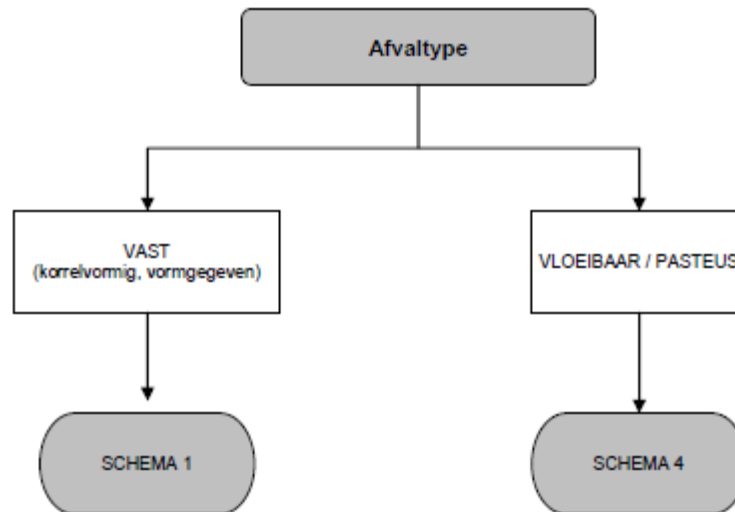 Afvaltype
VAST
(korrelvormig, vormgegeven)
VLOEIBAAR / PASTEUS
SCHEMA 1
SCHEMA 4